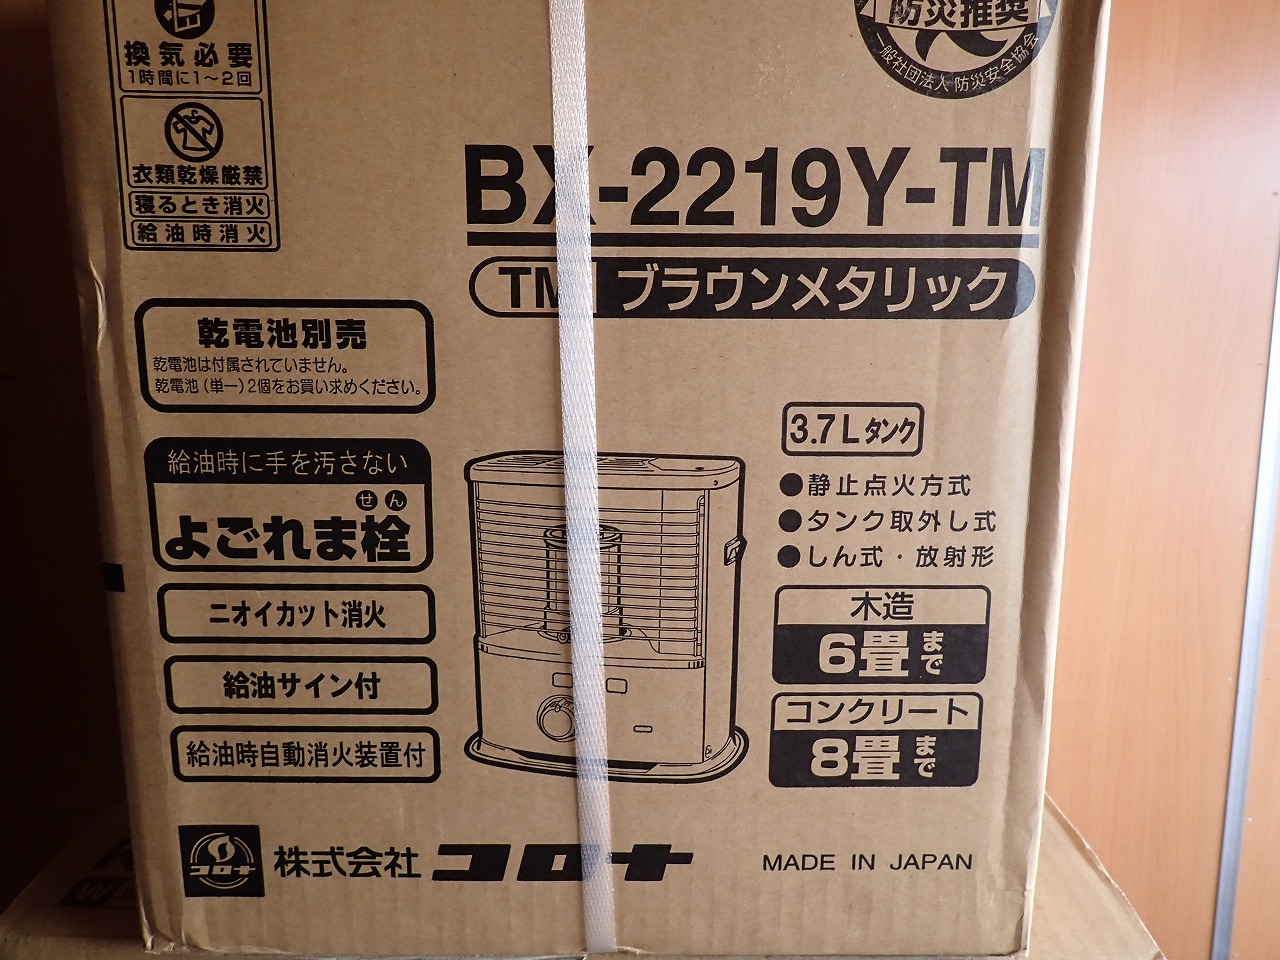 換気必要
1時間に1～2回
衣類乾燥厳禁
寝るとき消火
給油時消火
防災推奨
一般社団法人 防災安全協会
BX-2219Y-TM
TM ブラウンメタリック
乾電池別売
乾電池は付属されていません。
乾電池（単一）2個をお買い求めください。
給油時に手を汚さない
せん
よごれま栓
ニオイカット消火
給油サイン付
給油時自動消火装置付
3.7Lタンク
●静止点火方式
●タンク取外し式
●しん式・放射形
木造
6畳まで
コンクリート
8畳まで
コロナ
株式会社 コロナ
MADE IN JAPAN